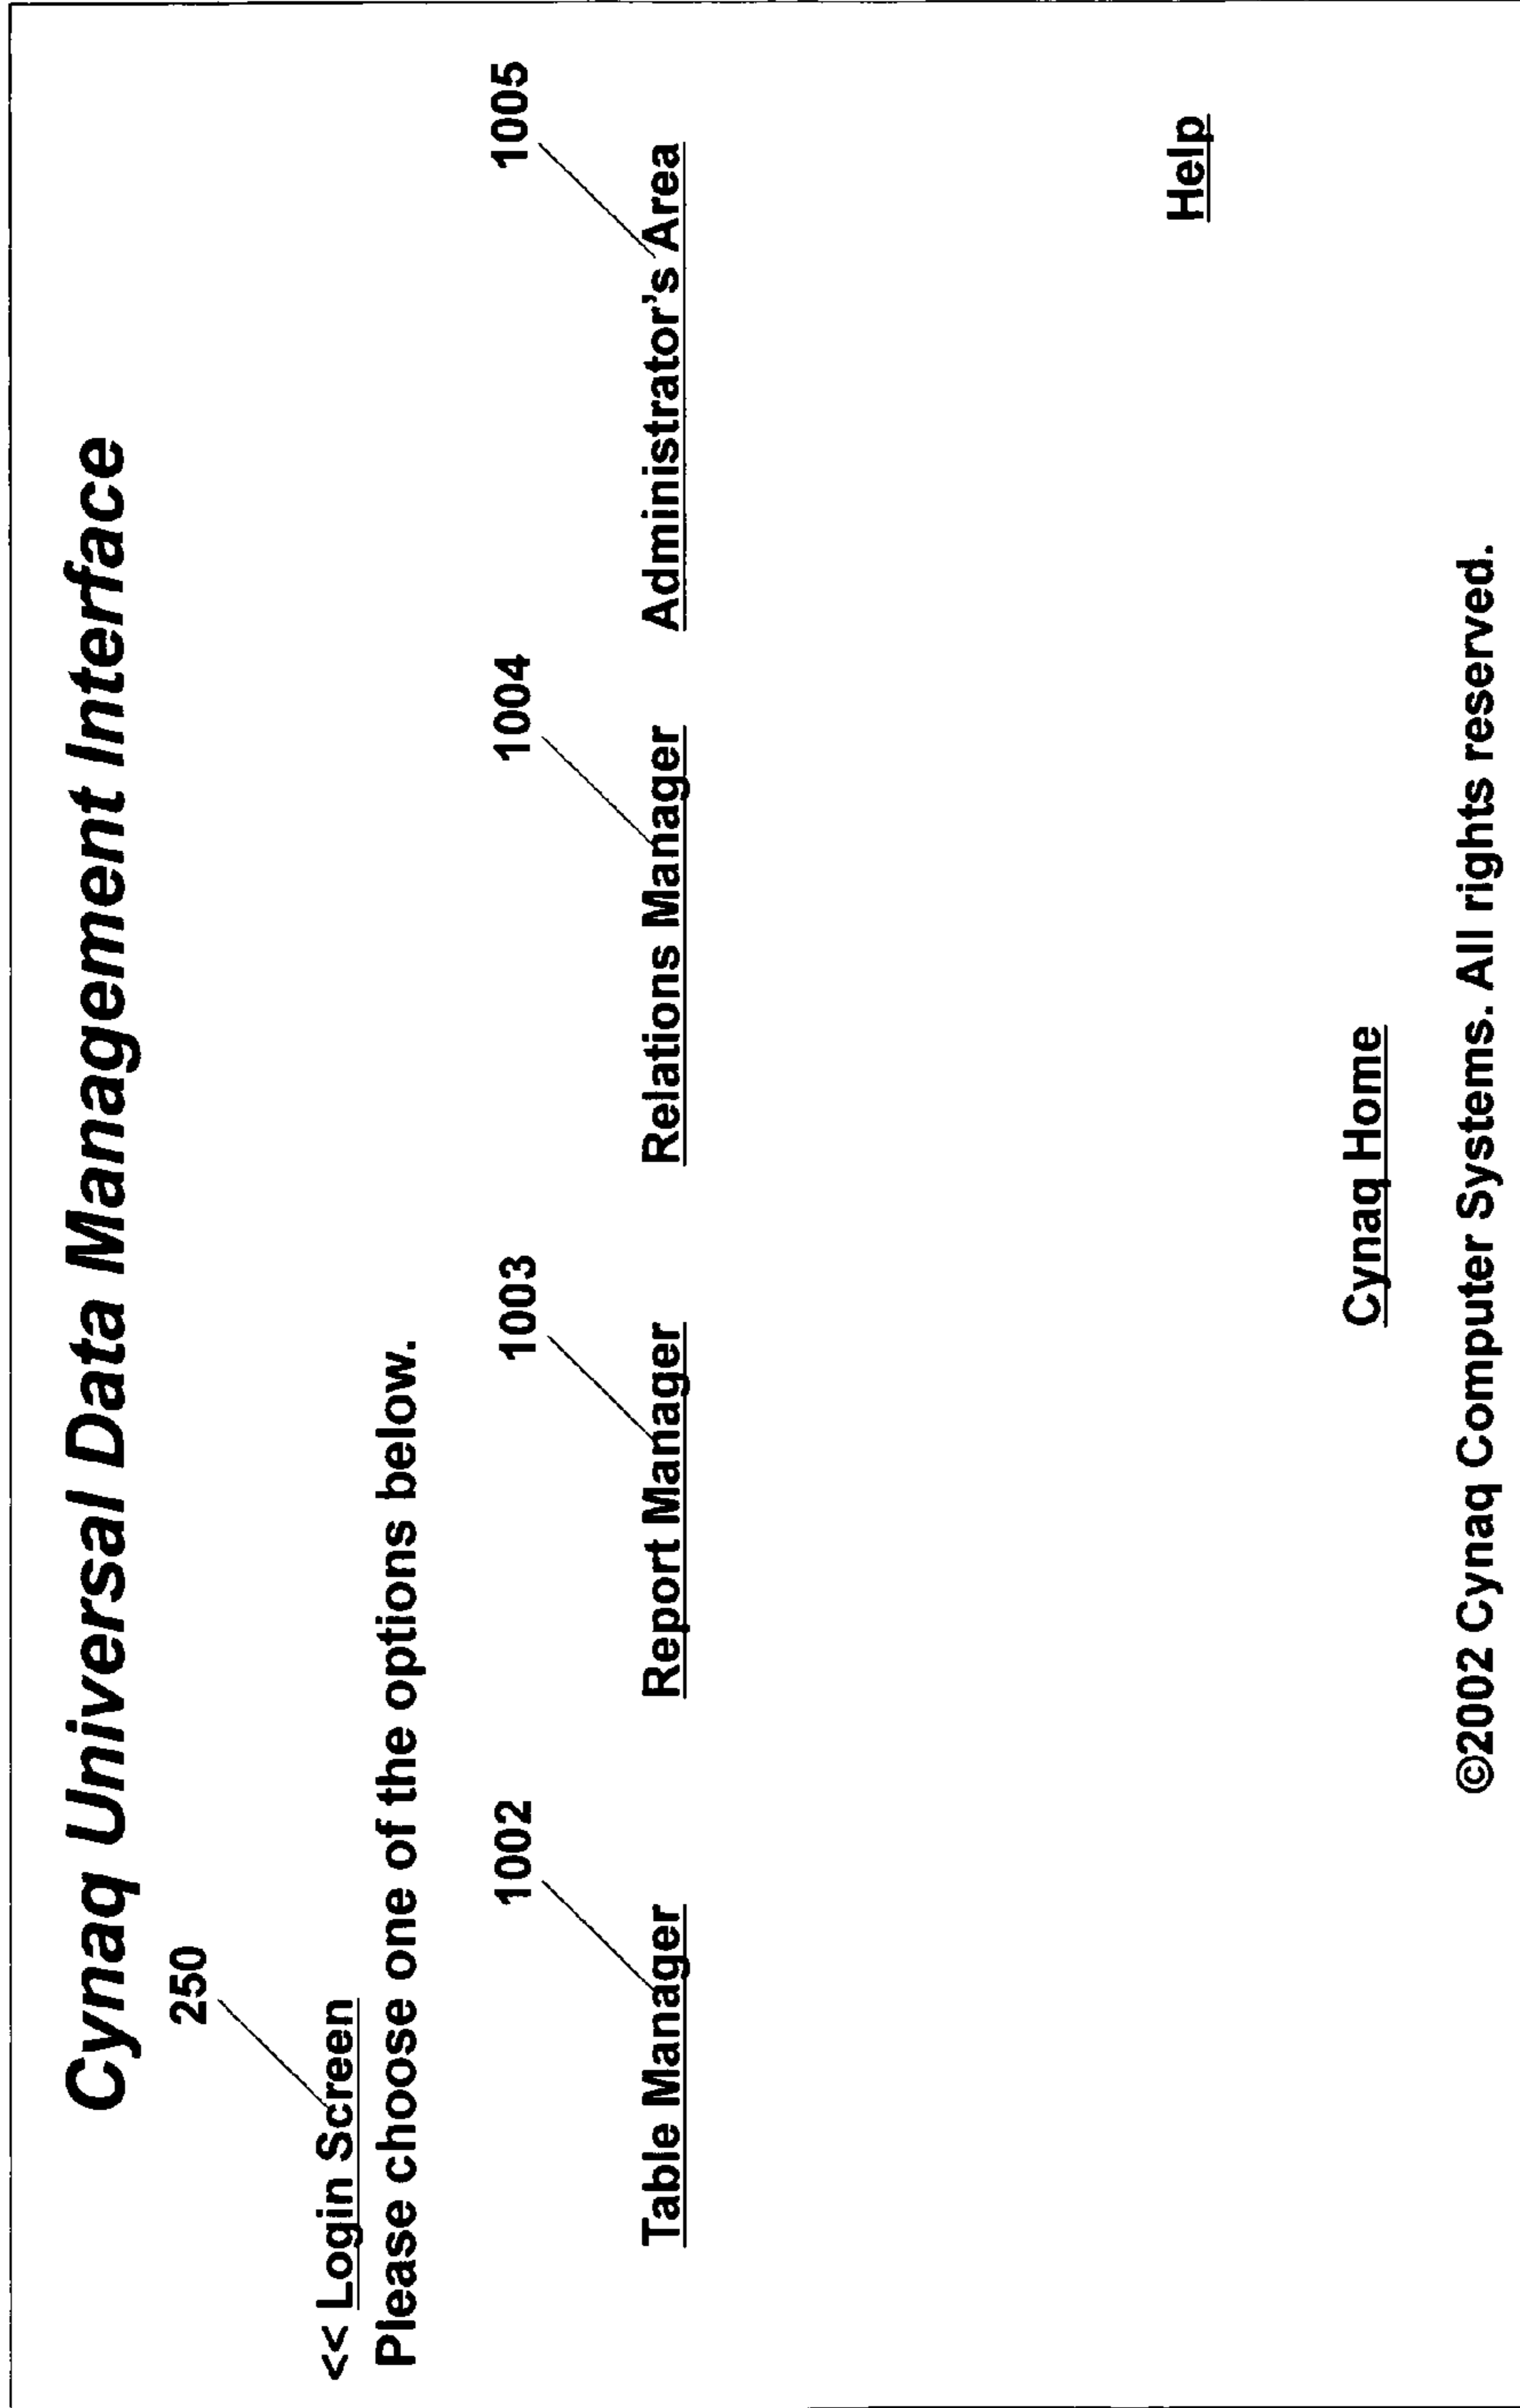 Cynaq Universal Data Management Interface
250
<< Login Screen
Please choose one of the options below.
1002 1003 1004 1005
Table Manager Report Manager Relations Manager Administrator's Area
Help
Cynaq Home
©2002 Cynaq Computer Systems. All rights reserved.